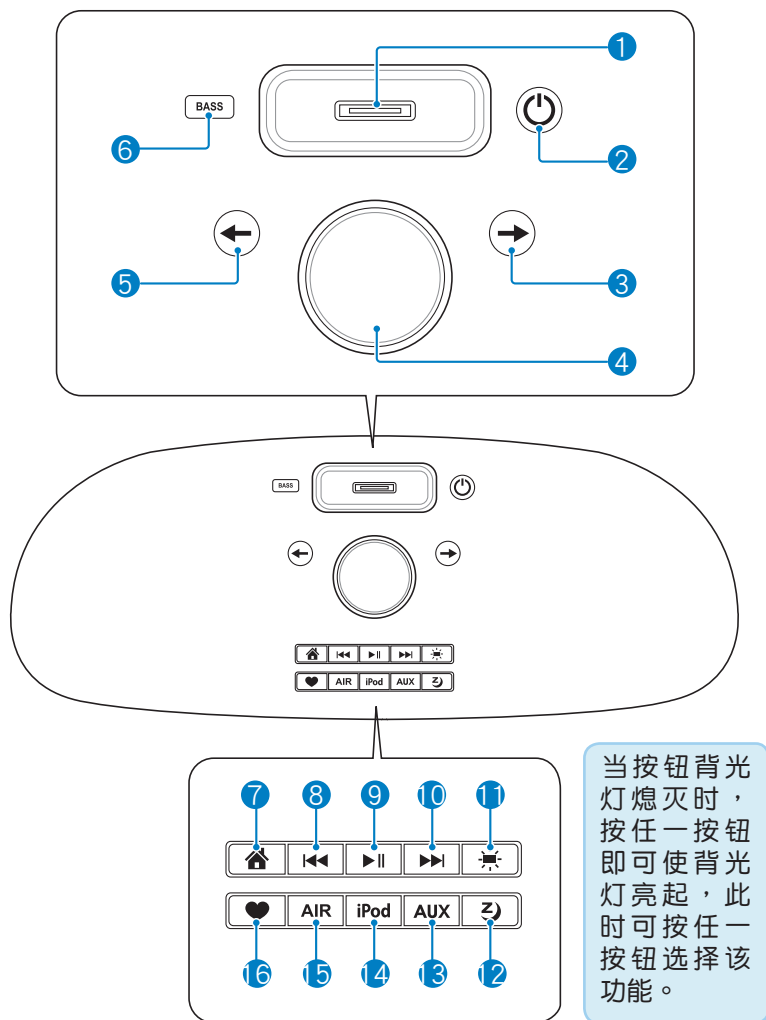 1
BASS
6
2
5
3
4
BASS
AIR iPod AUX
7 8 9 10 11
AIR iPod AUX
16 15 14 13 12
当按钮背光
灯熄灭时，
按任一按钮
即可使背光
灯亮起，此
时可按任一
按钮选择该
功能。